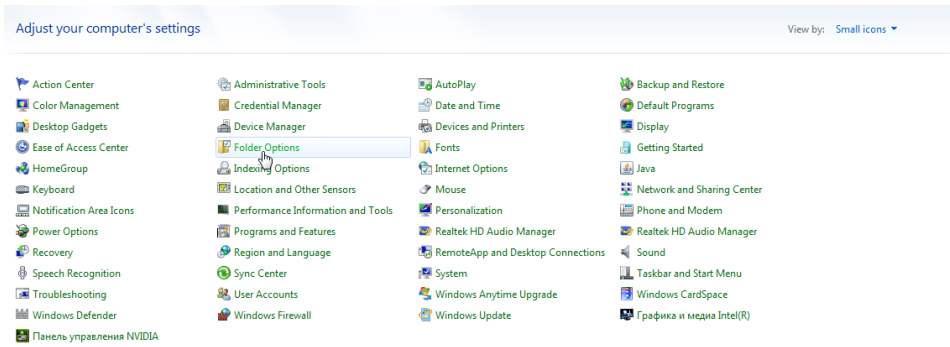 Adjust your computer's settings View by: Small icons
Action Center Administrative Tools AutoPlay Backup and Restore
Color Management Credential Manager Date and Time Default Programs
Desktop Gadgets Device Manager Devices and Printers Display
Ease of Access Center Folder Options Fonts Getting Started
HomeGroup Indexing Options Internet Options Java
Keyboard Location and Other Sensors Mouse Network and Sharing Center
Notification Area Icons Performance Information and Tools Personalization Phone and Modem
Power Options Programs and Features Realtek HD Audio Manager Realtek HD Audio Manager
Recovery Region and Language RemoteApp and Desktop Connections Sound
Speech Recognition Sync Center System Taskbar and Start Menu
Troubleshooting User Accounts Windows Anytime Upgrade Windows CardSpace
Windows Defender Windows Firewall Windows Update Графика и медиа Intel(R)
Панель управления NVIDIA